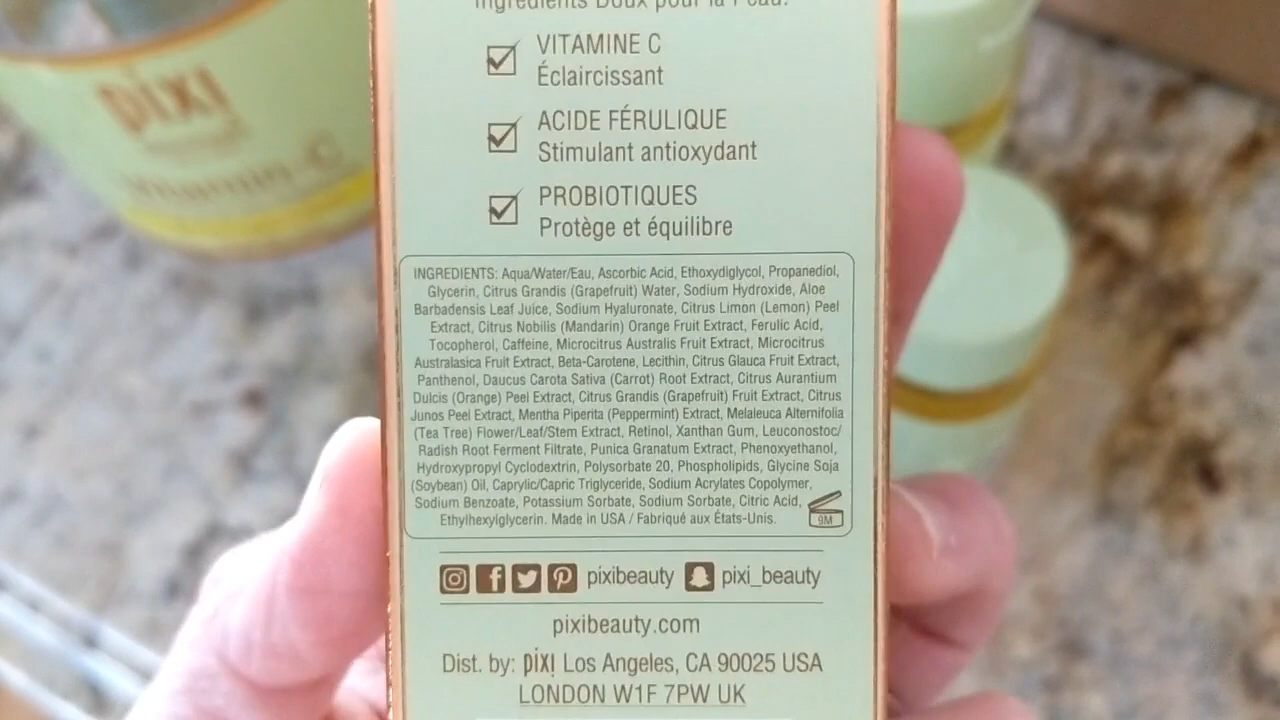 Ingrédients Doux pour la Peau.
VITAMINE C
Éclaircissant
ACIDE FÉRULIQUE
Stimulant antioxydant
PROBIOTIQUES
Protège et équilibre
INGREDIENTS: Aqua/Water/Eau, Ascorbic Acid, Ethoxydiglycol, Propanediol,
Glycerin, Citrus Grandis (Grapefruit) Water, Sodium Hydroxide, Aloe
Barbadensis Leaf Juice, Sodium Hyaluronate, Citrus Limon (Lemon) Peel
Extract, Citrus Nobilis (Mandarin) Orange Fruit Extract, Ferulic Acid,
Tocopherol, Caffeine, Microcitrus Australis Fruit Extract, Microcitrus
Australasica Fruit Extract, Beta-Carotene, Lecithin, Citrus Glauca Fruit Extract,
Panthenol, Daucus Carota Sativa (Carrot) Root Extract, Citrus Aurantium
Dulcis (Orange) Peel Extract, Citrus Grandis (Grapefruit) Fruit Extract, Citrus
Junos Peel Extract, Mentha Piperita (Peppermint) Extract, Melaleuca Alternifolia
(Tea Tree) Flower/Leaf/Stem Extract, Retinol, Xanthan Gum, Leuconostoc/
Radish Root Ferment Filtrate, Punica Granatum Extract, Phenoxyethanol,
Hydroxypropyl Cyclodextrin, Polysorbate 20, Phospholipids, Glycine Soja
(Soybean) Oil, Caprylic/Capric Triglyceride, Sodium Acrylates Copolymer,
Sodium Benzoate, Potassium Sorbate, Sodium Sorbate, Citric Acid,
Ethylhexylglycerin. Made in USA / Fabriqué aux États-Unis.
9M
pixibeauty pixi_beauty
pixibeauty.com
Dist. by: pixi Los Angeles, CA 90025 USA
LONDON W1F 7PW UK
pixi
Vitamin-C